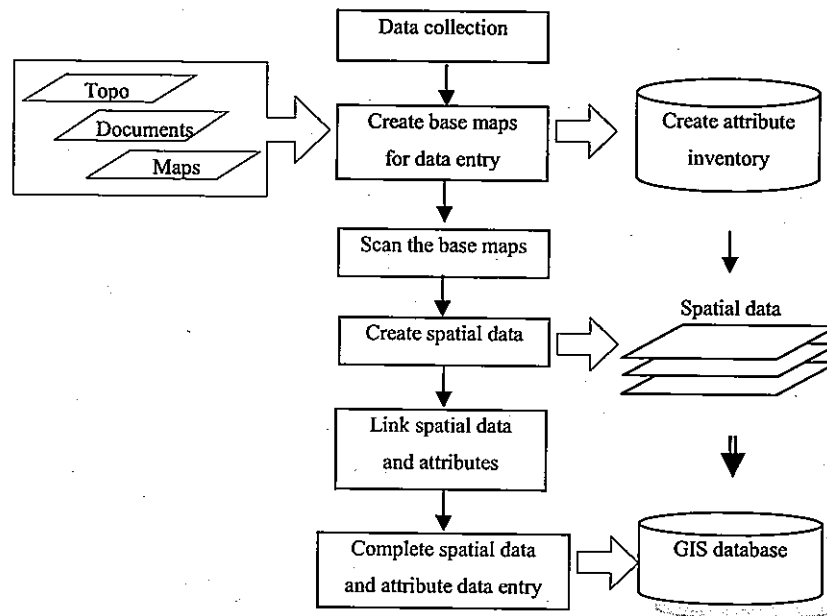 Data collection
Topo
Documents
Maps
Create base maps
for data entry
Create attribute
inventory
Scan the base maps
Spatial data
Create spatial data
Link spatial data
and attributes
Complete spatial data
and attribute data entry
GIS database